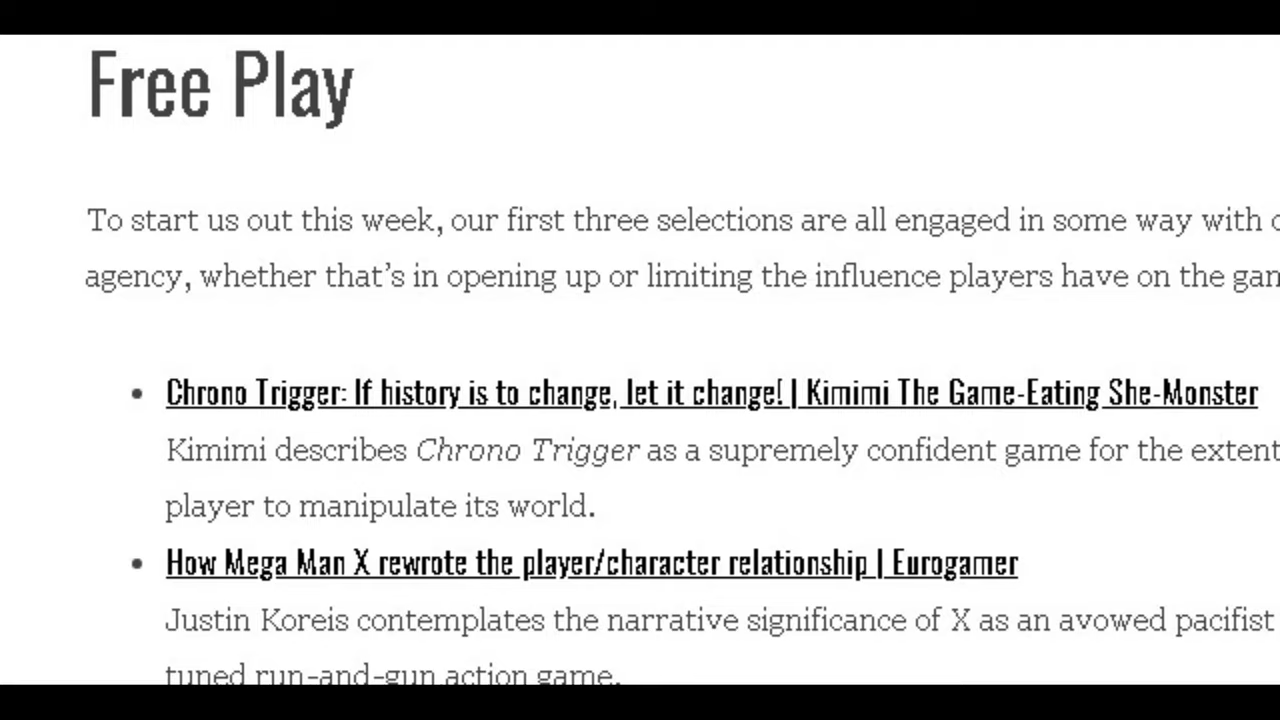 Free Play
To start us out this week, our first three selections are all engaged in some way with
agency, whether that’s in opening up or limiting the influence players have on the
• Chrono Trigger: If history is to change, let it change! | Kimimi The Game-Eating She-Monster
Kimimi describes Chrono Trigger as a supremely confident game for the extent
player to manipulate its world.
• How Mega Man X rewrote the player/character relationship | Eurogamer
Justin Koreis contemplates the narrative significance of X as an avowed pacifist
tuned run-and-gun action game.